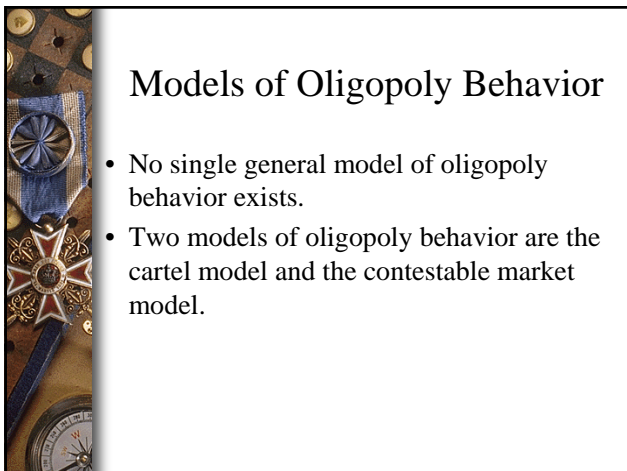 Models of Oligopoly Behavior
• No single general model of oligopoly
behavior exists.
• Two models of oligopoly behavior are the
cartel model and the contestable market
model.